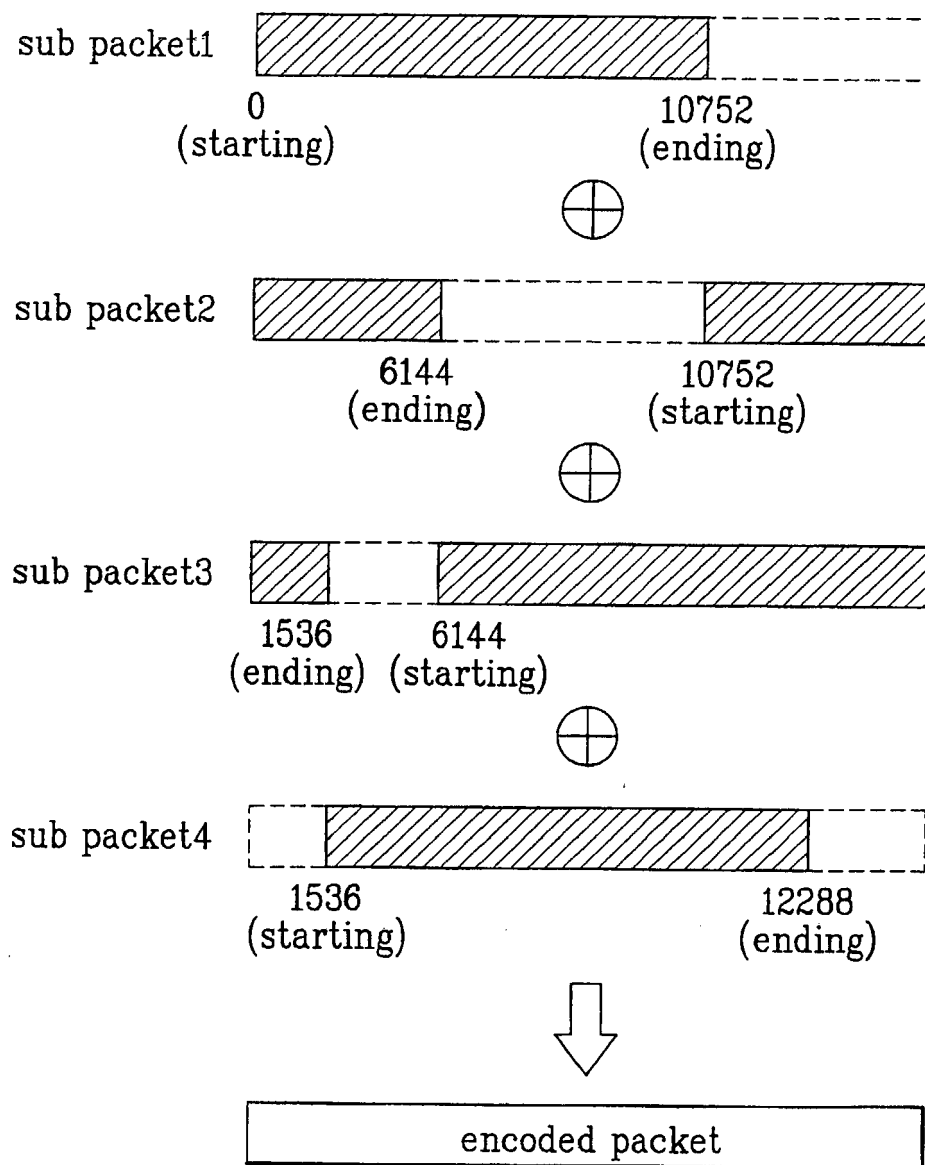 sub packet1
0
(starting)
10752
(ending)
sub packet2
6144
(ending)
10752
(starting)
sub packet3
1536
(ending)
6144
(starting)
sub packet4
1536
(starting)
12288
(ending)
encoded packet